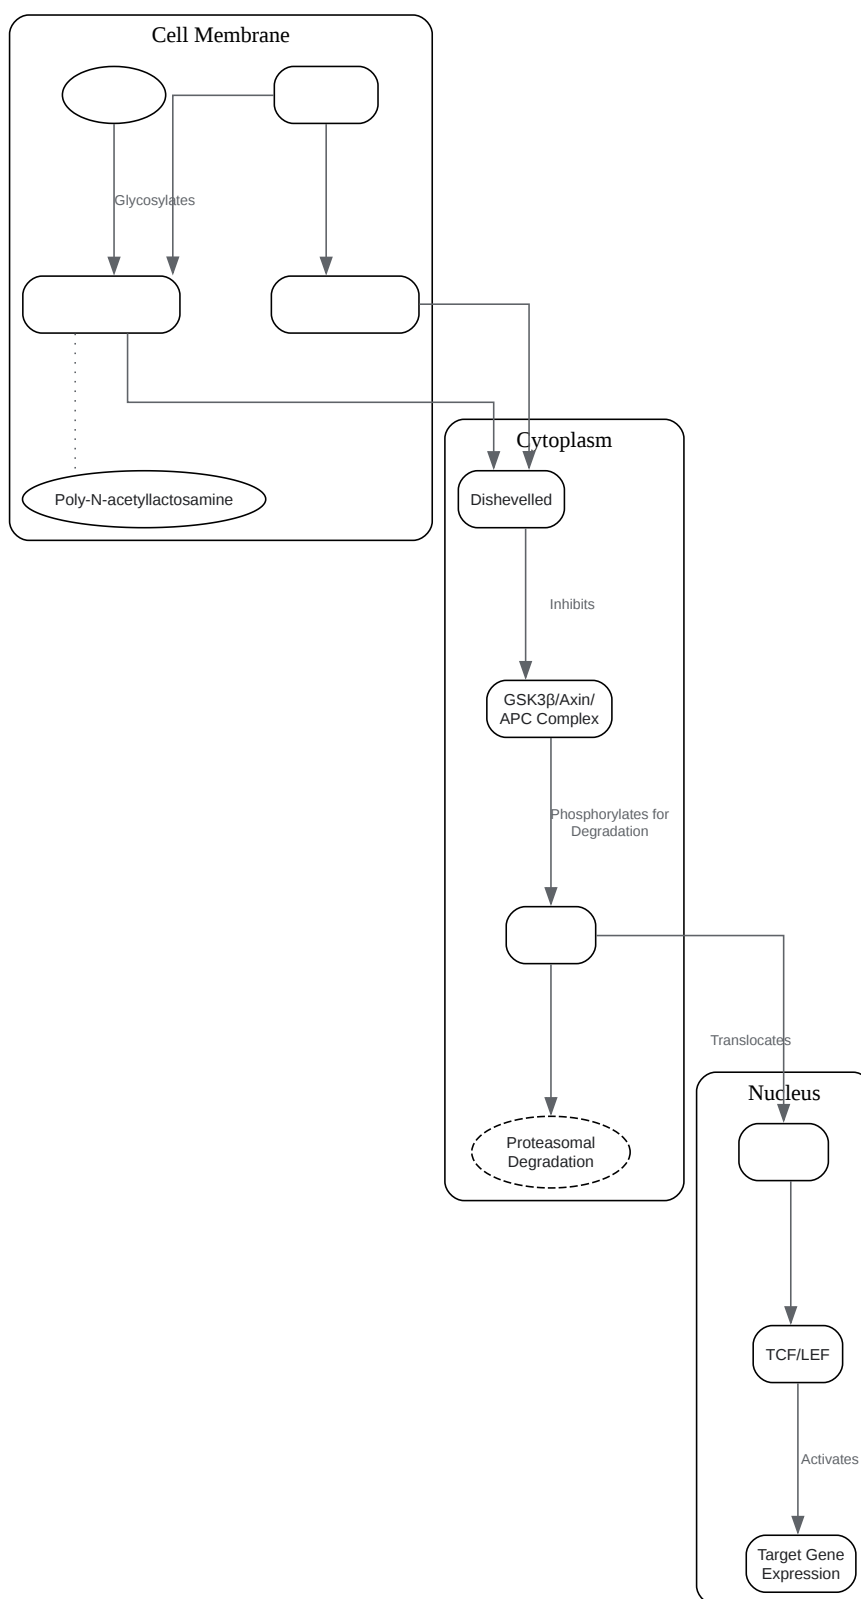 Cell Membrane
Glycosylates
Poly-N-acetyllactosamine
Cytoplasm
Dishevelled
Inhibits
GSK3β/Axin/
APC Complex
Phosphorylates for
Degradation
Translocates
Nucleus
Proteasomal
Degradation
TCF/LEF
Activates
Target Gene
Expression